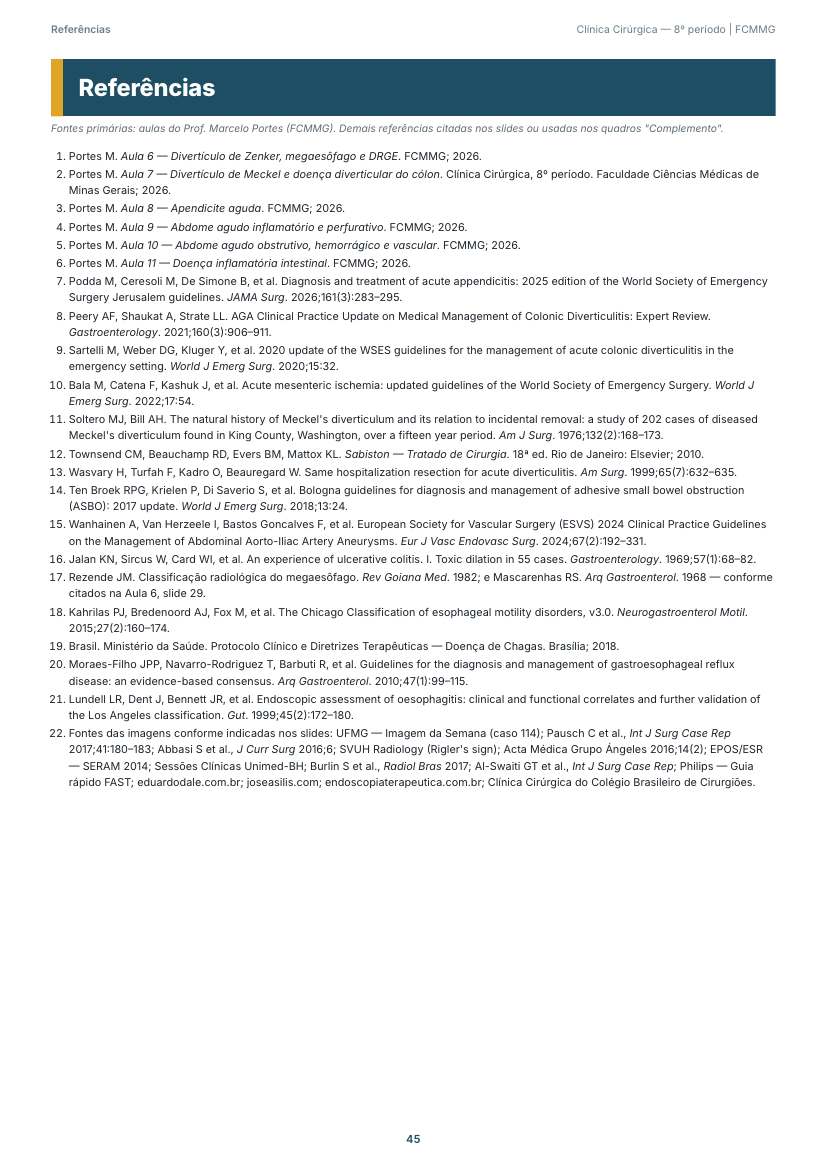 Referências
Clínica Cirúrgica — 8º período | FCMMG
Referências
Fontes primárias: aulas do Prof. Marcelo Portes (FCMMG). Demais referências citadas nos slides ou usadas nos quadros "Complemento".
1. Portes M. Aula 6 — Divertículo de Zenker, megaesôfago e DRGE. FCMMG; 2026.
2. Portes M. Aula 7 — Divertículo de Meckel e doença diverticular do cólon. Clínica Cirúrgica, 8º período. Faculdade Ciências Médicas de
Minas Gerais; 2026.
3. Portes M. Aula 8 — Apendicite aguda. FCMMG; 2026.
4. Portes M. Aula 9 — Abdome agudo inflamatório e perfurativo. FCMMG; 2026.
5. Portes M. Aula 10 — Abdome agudo obstrutivo, hemorrágico e vascular. FCMMG; 2026.
6. Portes M. Aula 11 — Doença inflamatória intestinal. FCMMG; 2026.
7. Podda M, Ceresoli M, De Simone B, et al. Diagnosis and treatment of acute appendicitis: 2025 edition of the World Society of Emergency
Surgery Jerusalem guidelines. JAMA Surg. 2026;161(3):283–295.
8. Peery AF, Shaukat A, Strate LL. AGA Clinical Practice Update on Medical Management of Colonic Diverticulitis: Expert Review.
Gastroenterology. 2021;160(3):906–911.
9. Sartelli M, Weber DG, Kluger Y, et al. 2020 update of the WSES guidelines for the management of acute colonic diverticulitis in the
emergency setting. World J Emerg Surg. 2020;15:32.
10. Bala M, Catena F, Kashuk J, et al. Acute mesenteric ischemia: updated guidelines of the World Society of Emergency Surgery. World J
Emerg Surg. 2022;17:54.
11. Soltero MJ, Bill AH. The natural history of Meckel's diverticulum and its relation to incidental removal: a study of 202 cases of diseased
Meckel's diverticulum found in King County, Washington, over a fifteen year period. Am J Surg. 1976;132(2):168–173.
12. Townsend CM, Beauchamp RD, Evers BM, Mattox KL. Sabiston — Tratado de Cirurgia. 18ª ed. Rio de Janeiro: Elsevier; 2010.
13. Wasvary H, Turfah F, Kadro O, Beauregard W. Same hospitalization resection for acute diverticulitis. Am Surg. 1999;65(7):632–635.
14. Ten Broek RPG, Krielen P, Di Saverio S, et al. Bologna guidelines for diagnosis and management of adhesive small bowel obstruction
(ASBO): 2017 update. World J Emerg Surg. 2018;13:24.
15. Wanhainen A, Van Herzeele I, Bastos Goncalves F, et al. European Society for Vascular Surgery (ESVS) 2024 Clinical Practice Guidelines
on the Management of Abdominal Aorto-Iliac Artery Aneurysms. Eur J Vasc Endovasc Surg. 2024;67(2):192–331.
16. Jalan KN, Sircus W, Card WI, et al. An experience of ulcerative colitis. I. Toxic dilation in 55 cases. Gastroenterology. 1969;57(1):68–82.
17. Rezende JM. Classificação radiológica do megaesôfago. Rev Goiana Med. 1982; e Mascarenhas RS. Arq Gastroenterol. 1968 — conforme
citados na Aula 6, slide 29.
18. Kahrilas PJ, Bredenoord AJ, Fox M, et al. The Chicago Classification of esophageal motility disorders, v3.0. Neurogastroenterol Motil.
2015;27(2):160–174.
19. Brasil. Ministério da Saúde. Protocolo Clínico e Diretrizes Terapêuticas — Doença de Chagas. Brasília; 2018.
20. Moraes-Filho JPP, Navarro-Rodriguez T, Barbuti R, et al. Guidelines for the diagnosis and management of gastroesophageal reflux
disease: an evidence-based consensus. Arq Gastroenterol. 2010;47(1):99–115.
21. Lundell LR, Dent J, Bennett JR, et al. Endoscopic assessment of oesophagitis: clinical and functional correlates and further validation of
the Los Angeles classification. Gut. 1999;45(2):172–180.
22. Fontes das imagens conforme indicadas nos slides: UFMG — Imagem da Semana (caso 114); Pausch C et al., Int J Surg Case Rep
2017;41:180–183; Abbasi S et al., J Curr Surg 2016;6; SVUH Radiology (Rigler's sign); Acta Médica Grupo Ángeles 2016;14(2); EPOS/ESR
— SERAM 2014; Sessões Clínicas Unimed-BH; Burlin S et al., Radiol Bras 2017; Al-Swaiti GT et al., Int J Surg Case Rep; Philips — Guia
rápido FAST; eduardodale.com.br; joseasilis.com; endoscopiaterapeutica.com.br; Clínica Cirúrgica do Colégio Brasileiro de Cirurgiões.
45